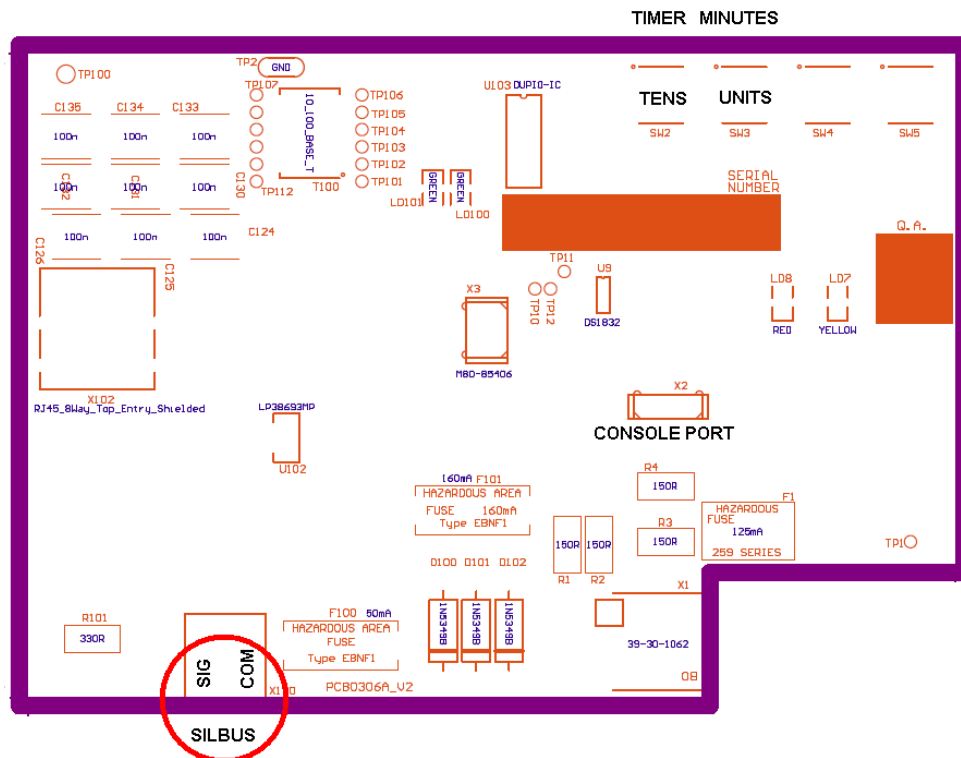 TIMER MINUTES
TP2
GND
TP100
TP107
TP106
U103
DUPIO-IC
C135
C134
C133
10_100_BASE_T
TP105
TENS
UNITS
100n
100n
100n
TP104
SW2
SW3
SW4
SW5
TP103
TP102
TP112
T100
TP101
GREEN
GREEN
SERIAL
NUMBER
100n
100n
100n
C132
C131
C130
LD101
LD100
Q.A.
100n
100n
100n
C124
C126
C125
TP11
U9
X3
TP10
TP12
LD8
LD7
DS1832
RED
YELLOW
M80-85406
X2
X102
RJ45_8Way_Top_Entry_Shielded
LP38693MP
CONSOLE PORT
U102
160mA F101
HAZARDOUS AREA
FUSE 160mA
Type EBNF1
R4
150R
F1
HAZARDOUS
FUSE
125mA
259 SERIES
R3
150R
150R
150R
R1
R2
TP1
D100
D101
D102
1N5349B
1N5349B
1N5349B
X1
39-30-1062
R101
330R
F100 50mA
HAZARDOUS AREA
FUSE
Type EBNF1
SIG
COM
PCB0306A_V2
SILBUS